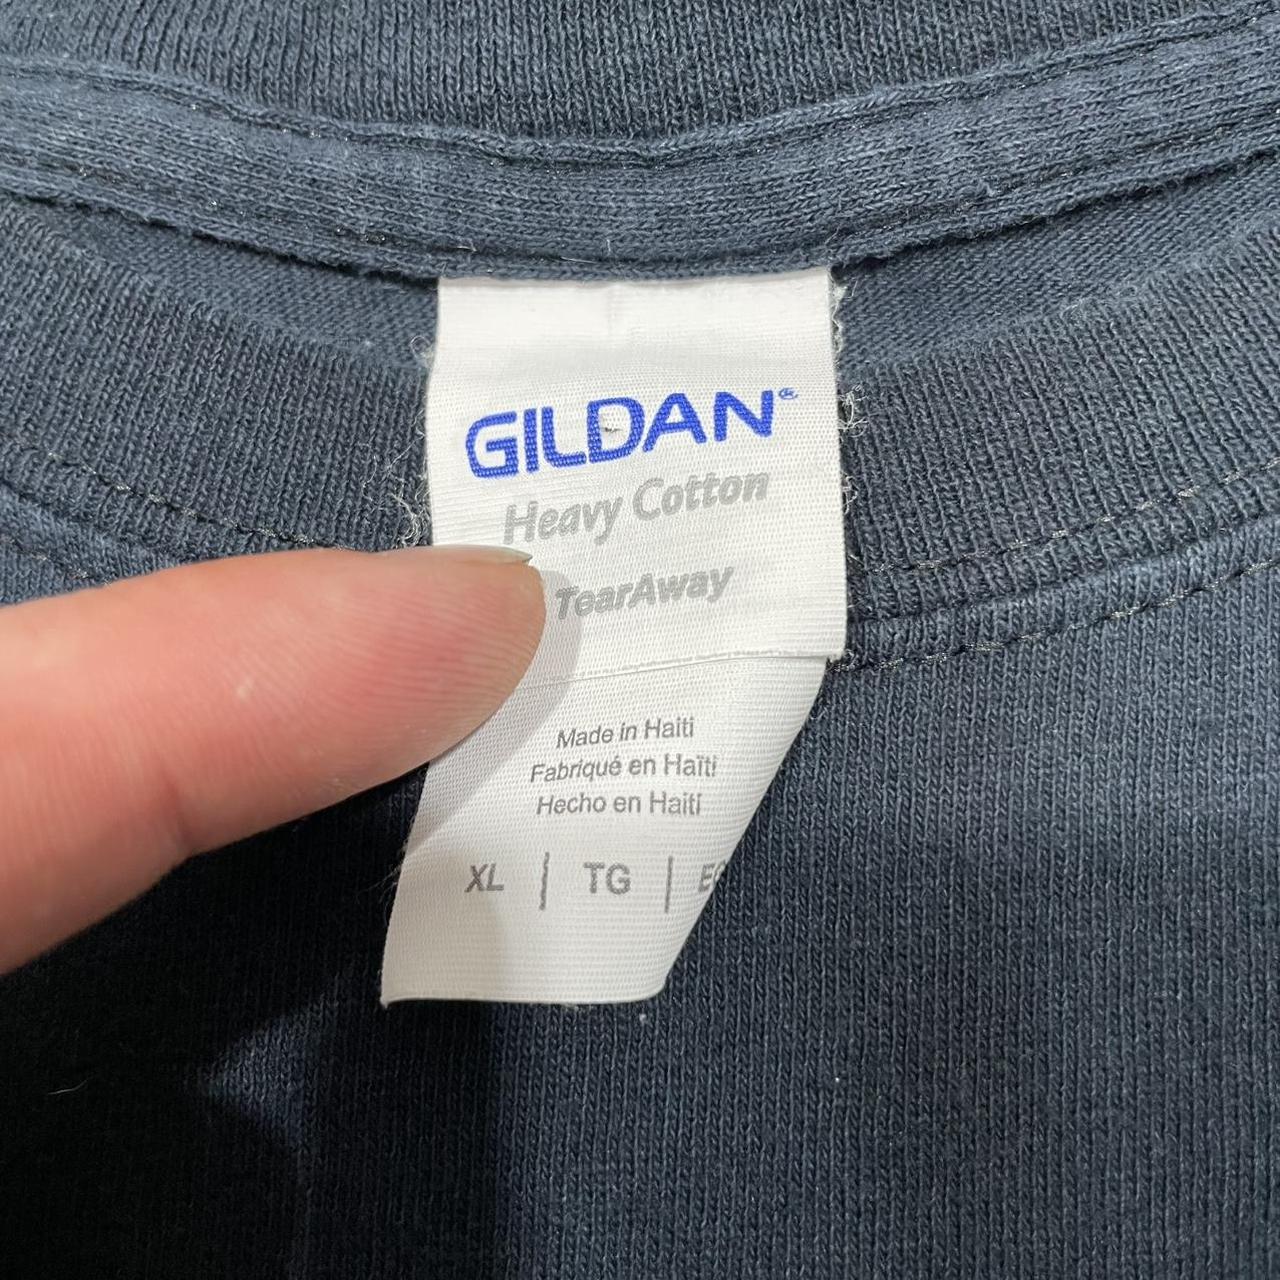 GILDAN®
Heavy Cotton
TearAway
Made in Haiti
Fabriqué en Haïti
Hecho en Haití
XL | TG |